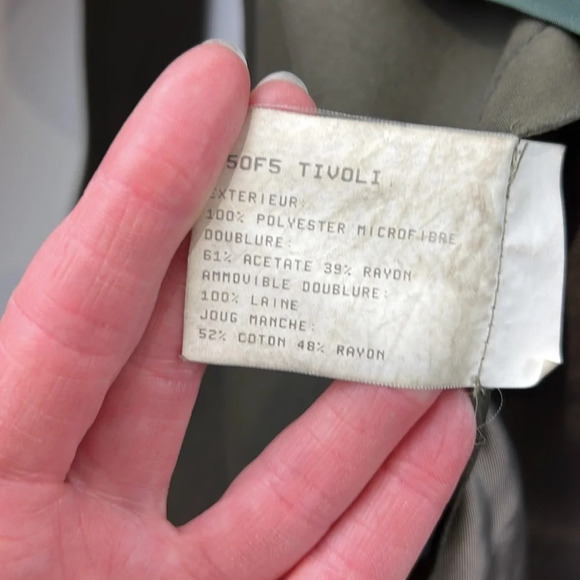 50F5 TIVOLI
EXTERIEUR:
100% POLYESTER MICROFIBRE
DOUBLURE:
61% ACETATE 39% RAYON
AMMOVIBLE DOUBLURE:
100% LAINE
JOUG MANCHE:
52% COTON 48% RAYON